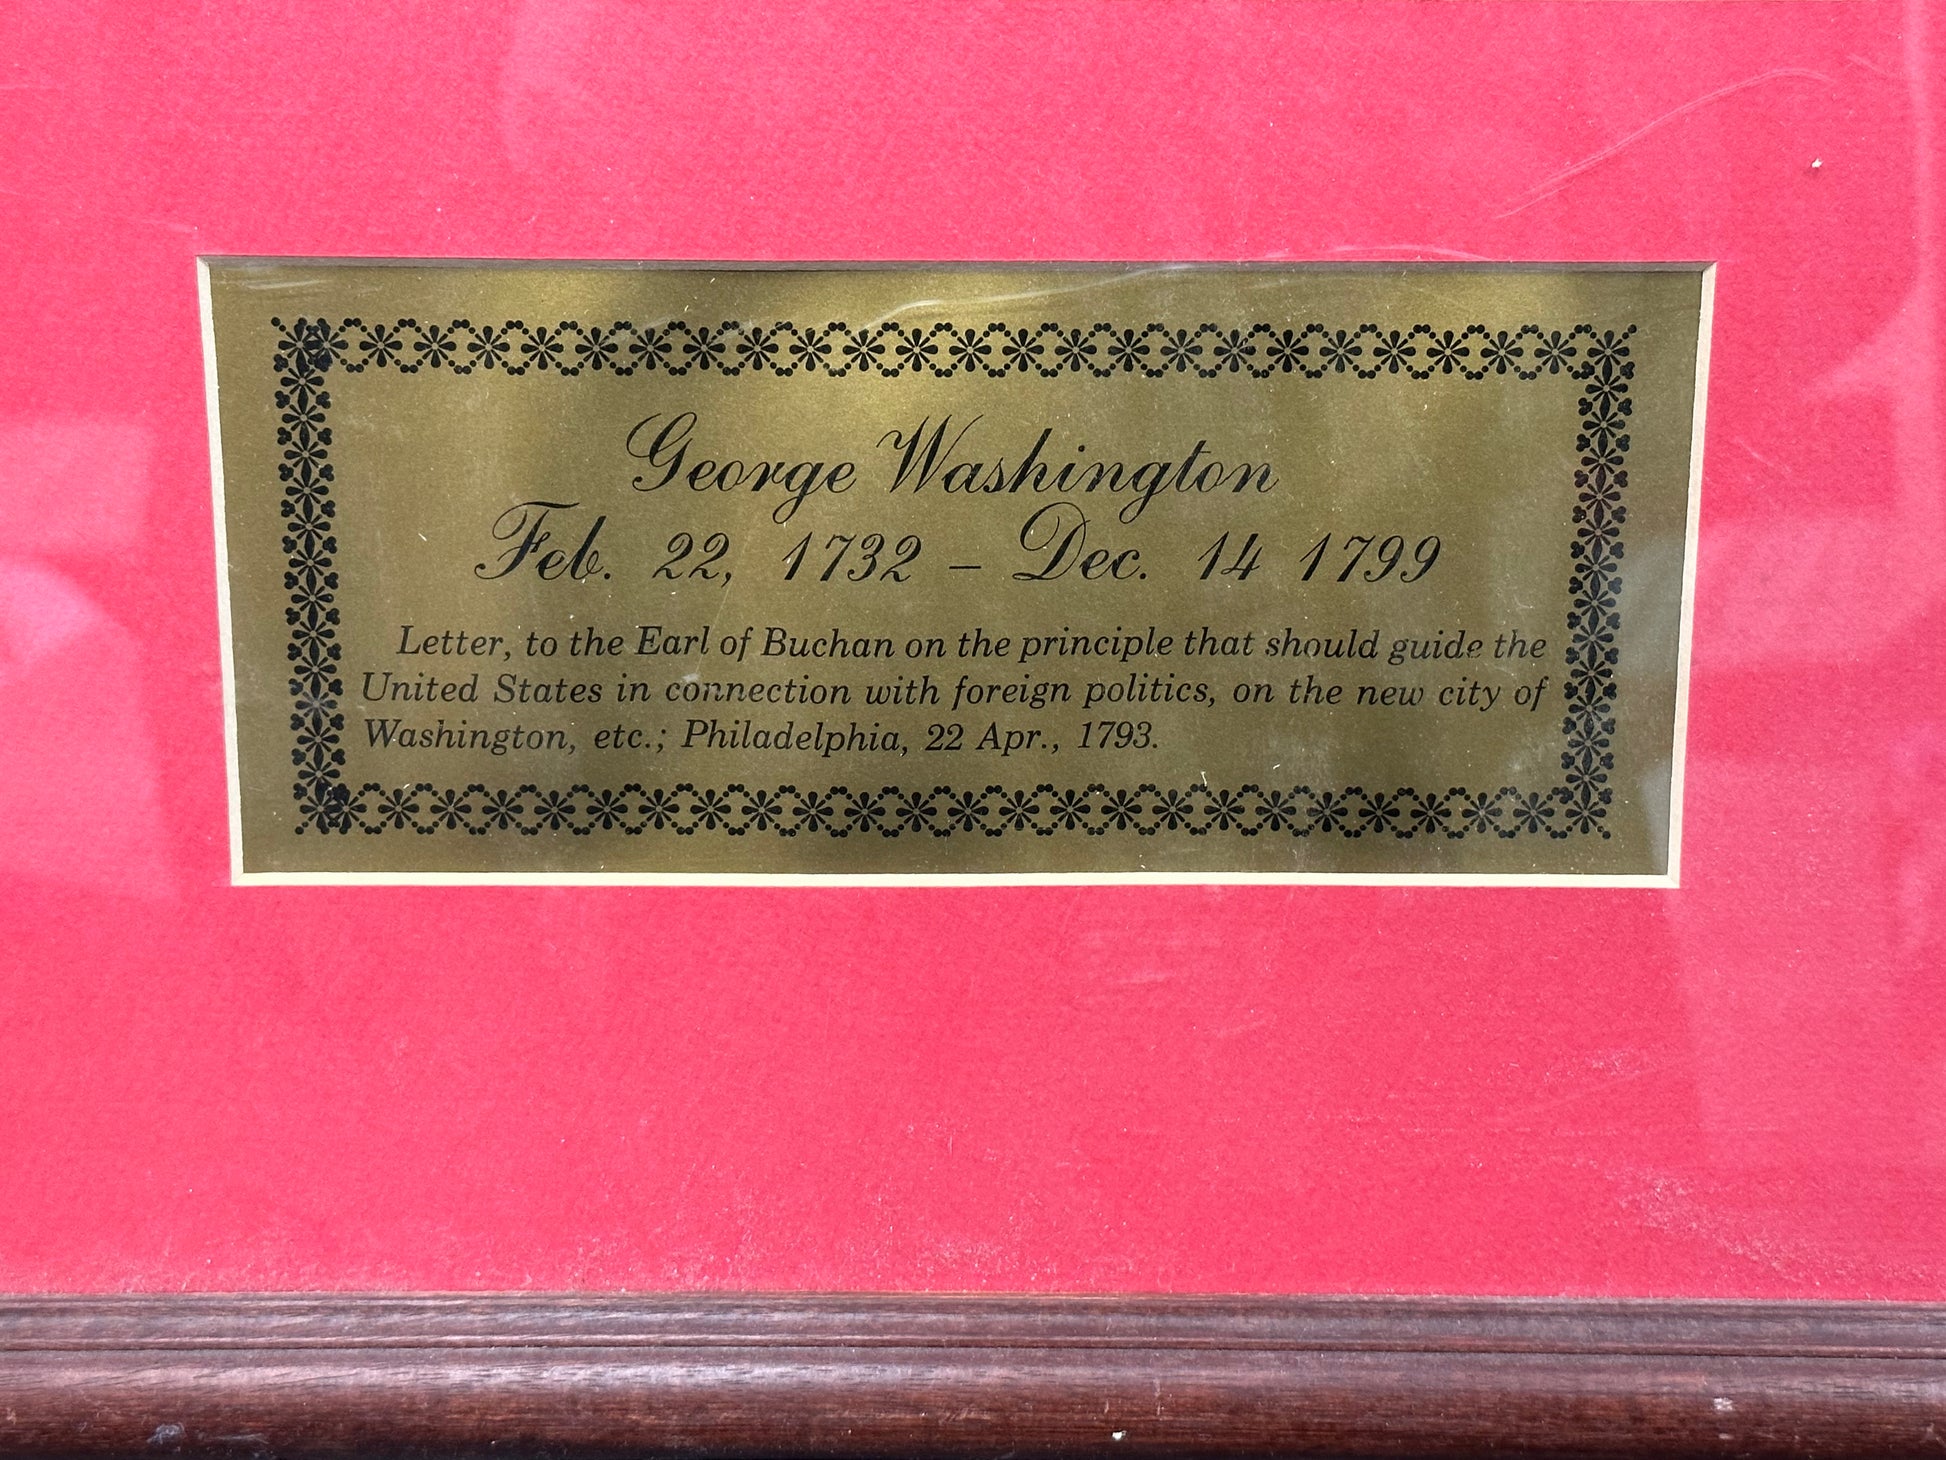 George Washington
Feb. 22, 1732 – Dec. 14 1799
Letter, to the Earl of Buchan on the principle that should guide the
United States in connection with foreign politics, on the new city of
Washington, etc.; Philadelphia, 22 Apr., 1793.